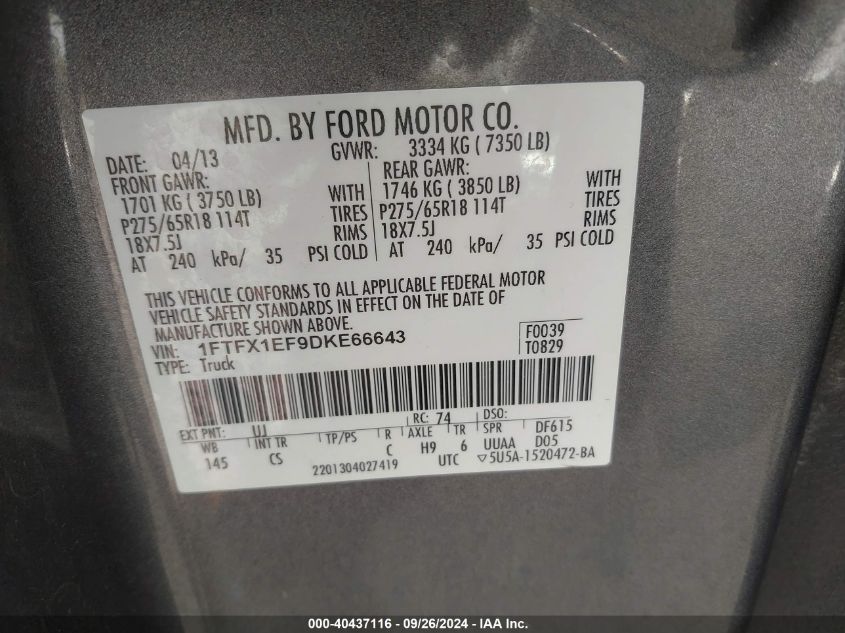 MFD. BY FORD MOTOR CO.
DATE: 04/13 GVWR: 3334 KG ( 7350 LB)
FRONT GAWR: REAR GAWR:
1701 KG ( 3750 LB) WITH 1746 KG ( 3850 LB) WITH
P275/65R18 114T TIRES P275/65R18 114T TIRES
18X7.5J RIMS 18X7.5J RIMS
AT 240 kPa/ 35 PSI COLD AT 240 kPa/ 35 PSI COLD
THIS VEHICLE CONFORMS TO ALL APPLICABLE FEDERAL MOTOR
VEHICLE SAFETY STANDARDS IN EFFECT ON THE DATE OF
MANUFACTURE SHOWN ABOVE.
VIN: 1FTFX1EF9DKE66643 F0039
TYPE: Truck T0829
EXT PNT: UJ RC: 74 DSO:
WB INT TR TP/PS R AXLE TR SPR DF615
145 CS C H9 6 UUAA D05
2201304027419 UTC ▽5U5A-1520472-BA
000-40437116 - 09/26/2024 - IAA Inc.